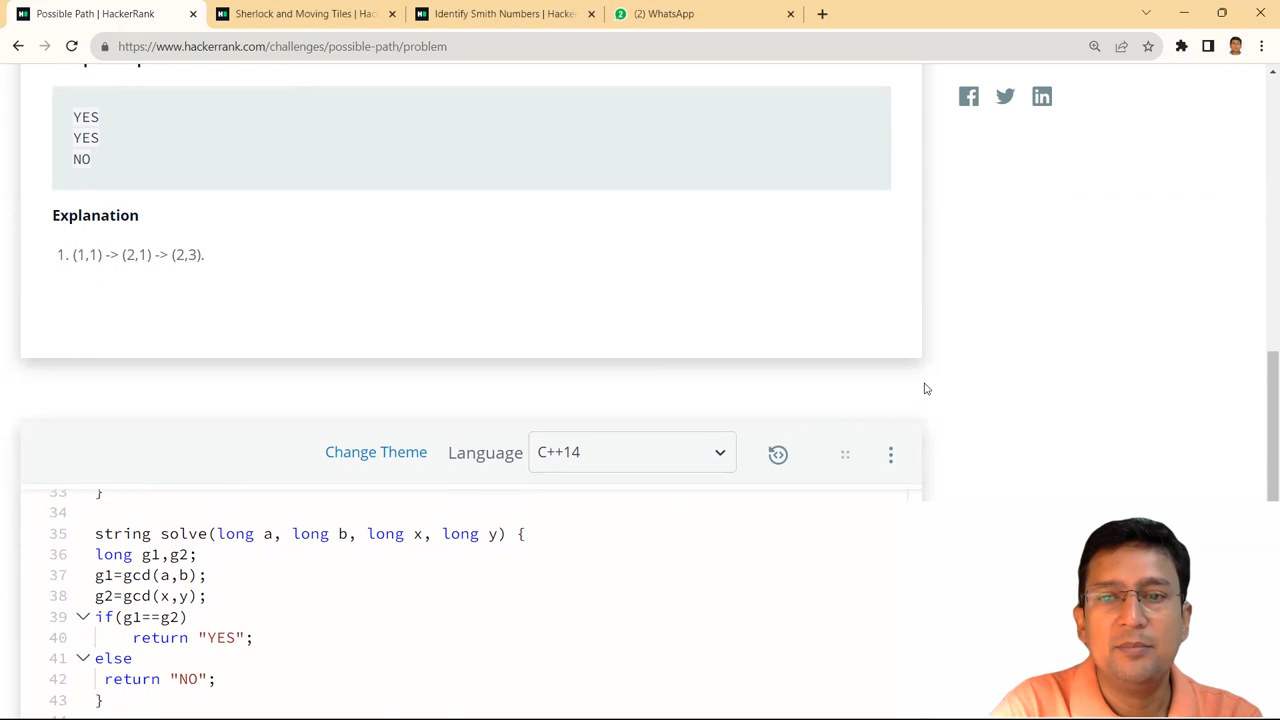 Possible Path | HackerRank
Sherlock and Moving Tiles | Hac
Identify Smith Numbers | Hacker
(2) WhatsApp
https://www.hackerrank.com/challenges/possible-path/problem
YES
YES
NO
Explanation
1. (1,1) -> (2,1) -> (2,3).
Change Theme Language C++14
33 }
34
35 string solve(long a, long b, long x, long y) {
36 long g1,g2;
37 g1=gcd(a,b);
38 g2=gcd(x,y);
39 if(g1==g2)
40 return "YES";
41 else
42 return "NO";
43 }